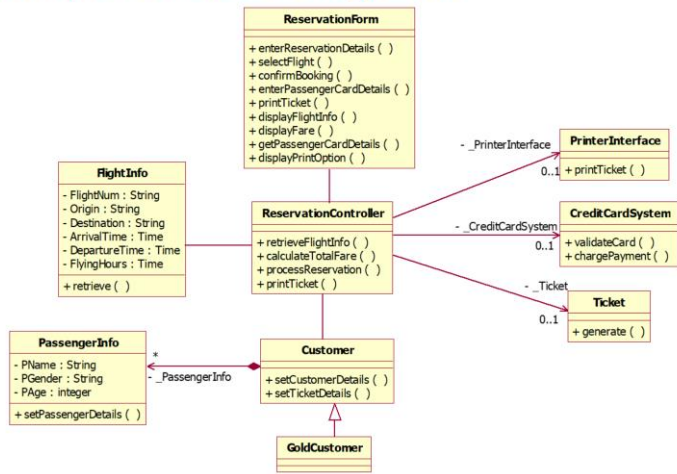 ReservationForm
+ enterReservationDetails ( )
+ selectFlight ( )
+ confirmBooking ( )
+ enterPassengerCardDetails ( )
+ printTicket ( )
+ displayFlightInfo ( )
+ displayFare ( )
+ getPassengerCardDetails ( )
+ displayPrintOption ( )
- _PrinterInterface
0..1
PrinterInterface
+ printTicket ( )
FlightInfo
- FlightNum : String
- Origin : String
- Destination : String
- ArrivalTime : Time
- DepartureTime : Time
- FlyingHours : Time
+ retrieve ( )
ReservationController
+ retrieveFlightInfo ( )
+ calculateTotalFare ( )
+ processReservation ( )
+ printTicket ( )
- _CreditCardSystem
0..1
CreditCardSystem
+ validateCard ( )
+ chargePayment ( )
- _Ticket
0..1
Ticket
+ generate ( )
PassengerInfo
- PName : String
- PGender : String
- PAge : integer
+ setPassengerDetails ( )
*
- _PassengerInfo
Customer
+ setCustomerDetails ( )
+ setTicketDetails ( )
GoldCustomer